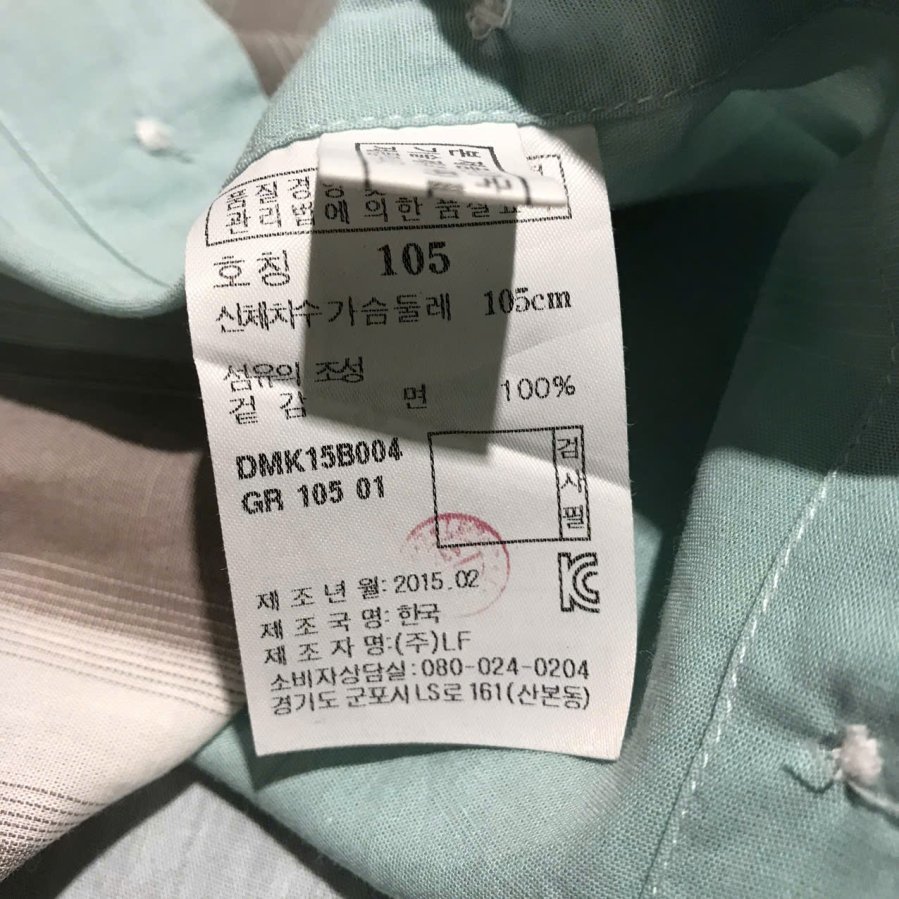 품질경영
관리법에 의한 품질표
호칭 105
신체치수 가슴둘레 105cm
섬유의 조성
겉 감 면 100%
DMK15B004
GR 105 01
검사필
제조년월: 2015.02
제조국명: 한국
제조자명: (주)LF
소비자상담실: 080-024-0204
경기도 군포시 LS로 161(산본동)